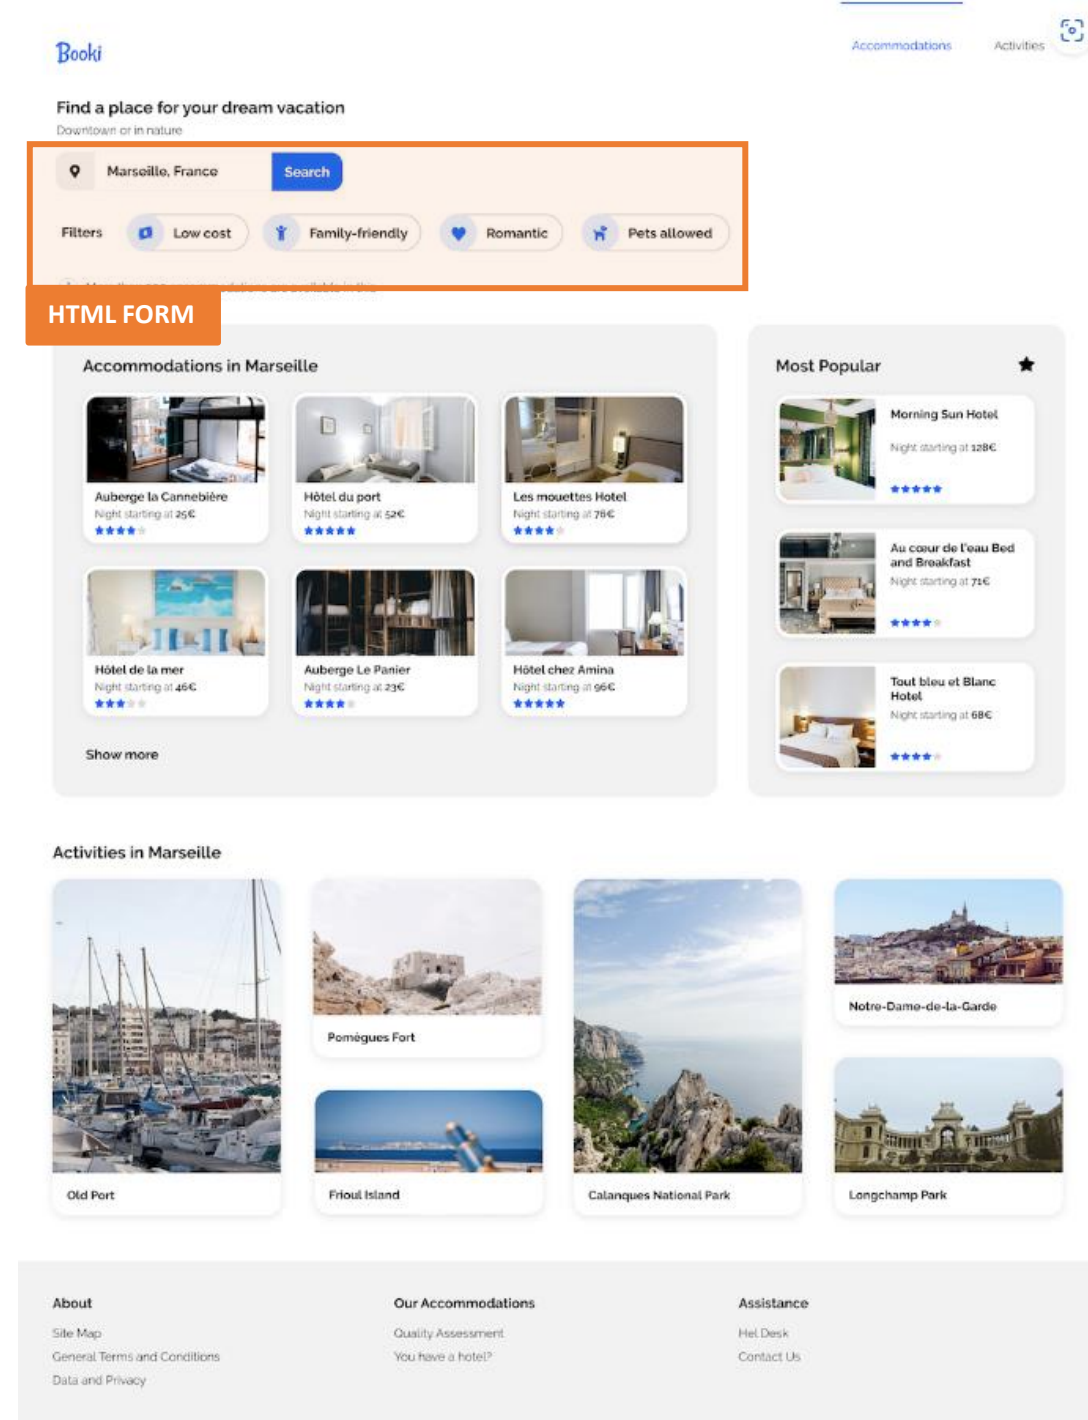 Booki
Accommodations
Activities
Find a place for your dream vacation
Downtown or in nature
Marseille, France
Search
Filters
Low cost
Family-friendly
Romantic
Pets allowed
HTML FORM
Accommodations in Marseille
Auberge la Cannebière
Night starting at 25€
Hôtel du port
Night starting at 52€
Les mouettes Hotel
Night starting at 76€
Hôtel de la mer
Night starting at 46€
Auberge Le Panier
Night starting at 23€
Hôtel chez Amina
Night starting at 96€
Show more
Most Popular
Morning Sun Hotel
Night starting at 128€
Au cœur de l'eau Bed
and Breakfast
Night starting at 71€
Tout bleu et Blanc
Hotel
Night starting at 68€
Activities in Marseille
Old Port
Pomègues Fort
Frioul Island
Calanques National Park
Notre-Dame-de-la-Garde
Longchamp Park
About
Site Map
General Terms and Conditions
Data and Privacy
Our Accommodations
Quality Assessment
You have a hotel?
Assistance
Hel Desk
Contact Us